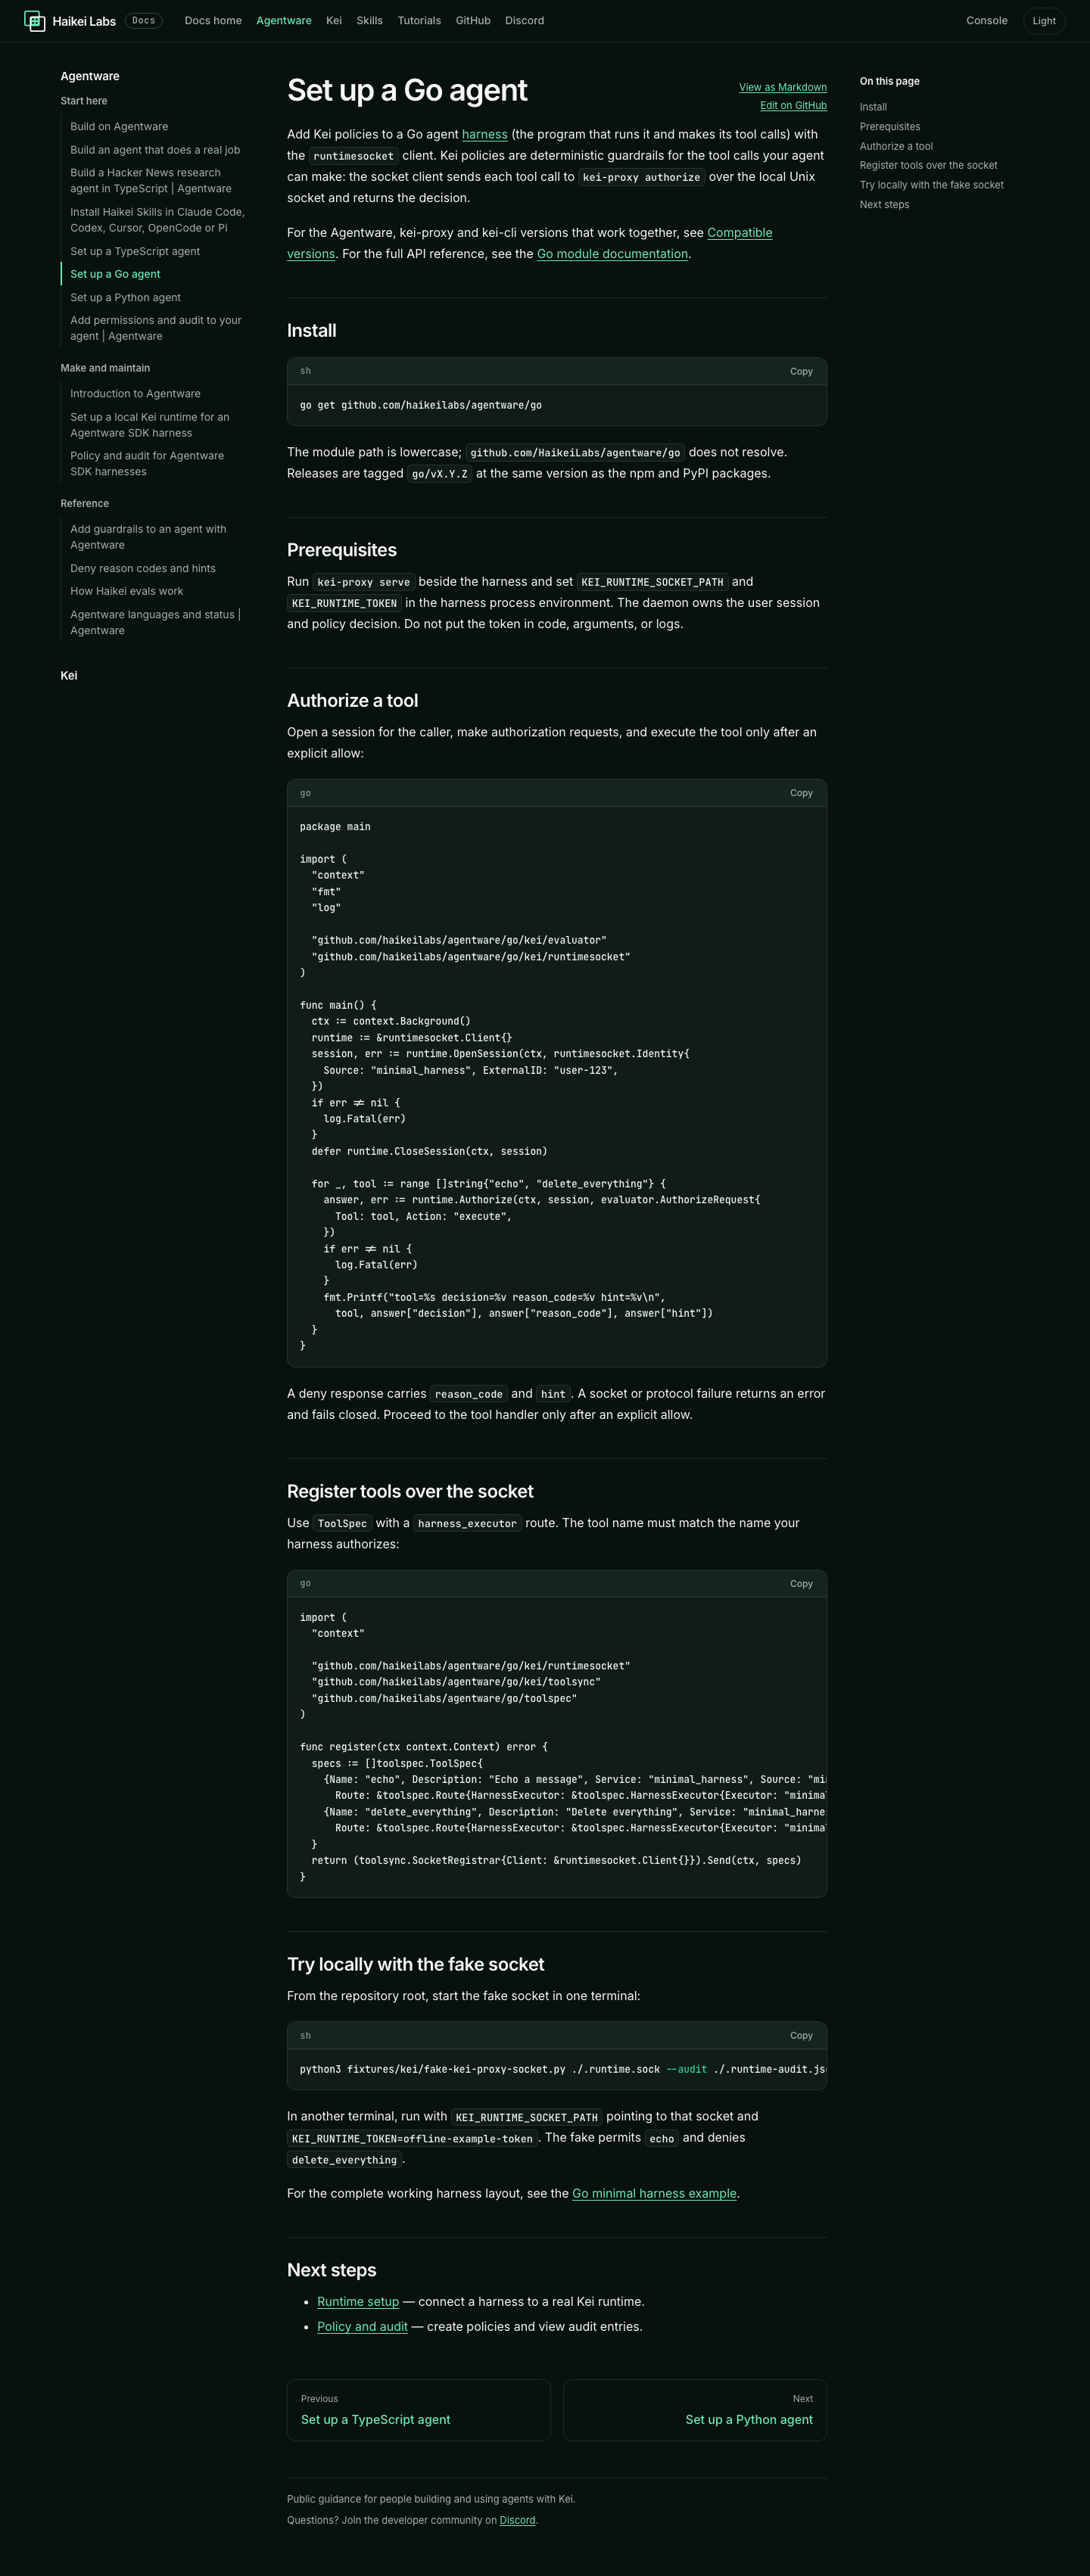 Haikei Labs
Docs
Docs home
Agentware
Kei
Skills
Tutorials
GitHub
Discord
Console
Light
Agentware
Start here
Build on Agentware
Build an agent that does a real job
Build a Hacker News research
agent in TypeScript | Agentware
Install Haikei Skills in Claude Code,
Codex, Cursor, OpenCode or Pi
Set up a TypeScript agent
Set up a Go agent
Set up a Python agent
Add permissions and audit to your
agent | Agentware
Make and maintain
Introduction to Agentware
Set up a local Kei runtime for an
Agentware SDK harness
Policy and audit for Agentware
SDK harnesses
Reference
Add guardrails to an agent with
Agentware
Deny reason codes and hints
How Haikei evals work
Agentware languages and status |
Agentware
Kei
Set up a Go agent
View as Markdown
Edit on GitHub
Add Kei policies to a Go agent harness (the program that runs it and makes its tool calls) with
the runtimesocket client. Kei policies are deterministic guardrails for the tool calls your agent
can make: the socket client sends each tool call to kei-proxy authorize over the local Unix
socket and returns the decision.
For the Agentware, kei-proxy and kei-cli versions that work together, see Compatible
versions. For the full API reference, see the Go module documentation.
Install
sh
Copy
go get github.com/haikeilabs/agentware/go
The module path is lowercase; github.com/HaikeiLabs/agentware/go does not resolve.
Releases are tagged go/vX.Y.Z at the same version as the npm and PyPI packages.
Prerequisites
Run kei-proxy serve beside the harness and set KEI_RUNTIME_SOCKET_PATH and
KEI_RUNTIME_TOKEN in the harness process environment. The daemon owns the user session
and policy decision. Do not put the token in code, arguments, or logs.
Authorize a tool
Open a session for the caller, make authorization requests, and execute the tool only after an
explicit allow:
go
Copy
package main
import (
"context"
"fmt"
"log"
"github.com/haikeilabs/agentware/go/kei/evaluator"
"github.com/haikeilabs/agentware/go/kei/runtimesocket"
)
func main() {
ctx := context.Background()
runtime := &runtimesocket.Client{}
session, err := runtime.OpenSession(ctx, runtimesocket.Identity{
Source: "minimal_harness", ExternalID: "user-123",
})
if err != nil {
log.Fatal(err)
}
defer runtime.CloseSession(ctx, session)
for _, tool := range []string{"echo", "delete_everything"} {
answer, err := runtime.Authorize(ctx, session, evaluator.AuthorizeRequest{
Tool: tool, Action: "execute",
})
if err != nil {
log.Fatal(err)
}
fmt.Printf("tool=%s decision=%v reason_code=%v hint=%v\n",
tool, answer["decision"], answer["reason_code"], answer["hint"])
}
}
A deny response carries reason_code and hint. A socket or protocol failure returns an error
and fails closed. Proceed to the tool handler only after an explicit allow.
Register tools over the socket
Use ToolSpec with a harness_executor route. The tool name must match the name your
harness authorizes:
go
Copy
import (
"context"
"github.com/haikeilabs/agentware/go/kei/runtimesocket"
"github.com/haikeilabs/agentware/go/kei/toolsync"
"github.com/haikeilabs/agentware/go/toolspec"
)
func register(ctx context.Context) error {
specs := []toolspec.ToolSpec{
{Name: "echo", Description: "Echo a message", Service: "minimal_harness", Source: "mi
Route: &toolspec.Route{HarnessExecutor: &toolspec.HarnessExecutor{Executor: "minima
{Name: "delete_everything", Description: "Delete everything", Service: "minimal_harne
Route: &toolspec.Route{HarnessExecutor: &toolspec.HarnessExecutor{Executor: "minima
}
return (toolsync.SocketRegistrar{Client: &runtimesocket.Client{}}).Send(ctx, specs)
}
Try locally with the fake socket
From the repository root, start the fake socket in one terminal:
sh
Copy
python3 fixtures/kei/fake-kei-proxy-socket.py ./.runtime.sock --audit ./.runtime-audit.js
In another terminal, run with KEI_RUNTIME_SOCKET_PATH pointing to that socket and
KEI_RUNTIME_TOKEN=offline-example-token. The fake permits echo and denies
delete_everything.
For the complete working harness layout, see the Go minimal harness example.
Next steps
• Runtime setup — connect a harness to a real Kei runtime.
• Policy and audit — create policies and view audit entries.
Previous
Set up a TypeScript agent
Next
Set up a Python agent
Public guidance for people building and using agents with Kei.
Questions? Join the developer community on Discord.
On this page
Install
Prerequisites
Authorize a tool
Register tools over the socket
Try locally with the fake socket
Next steps